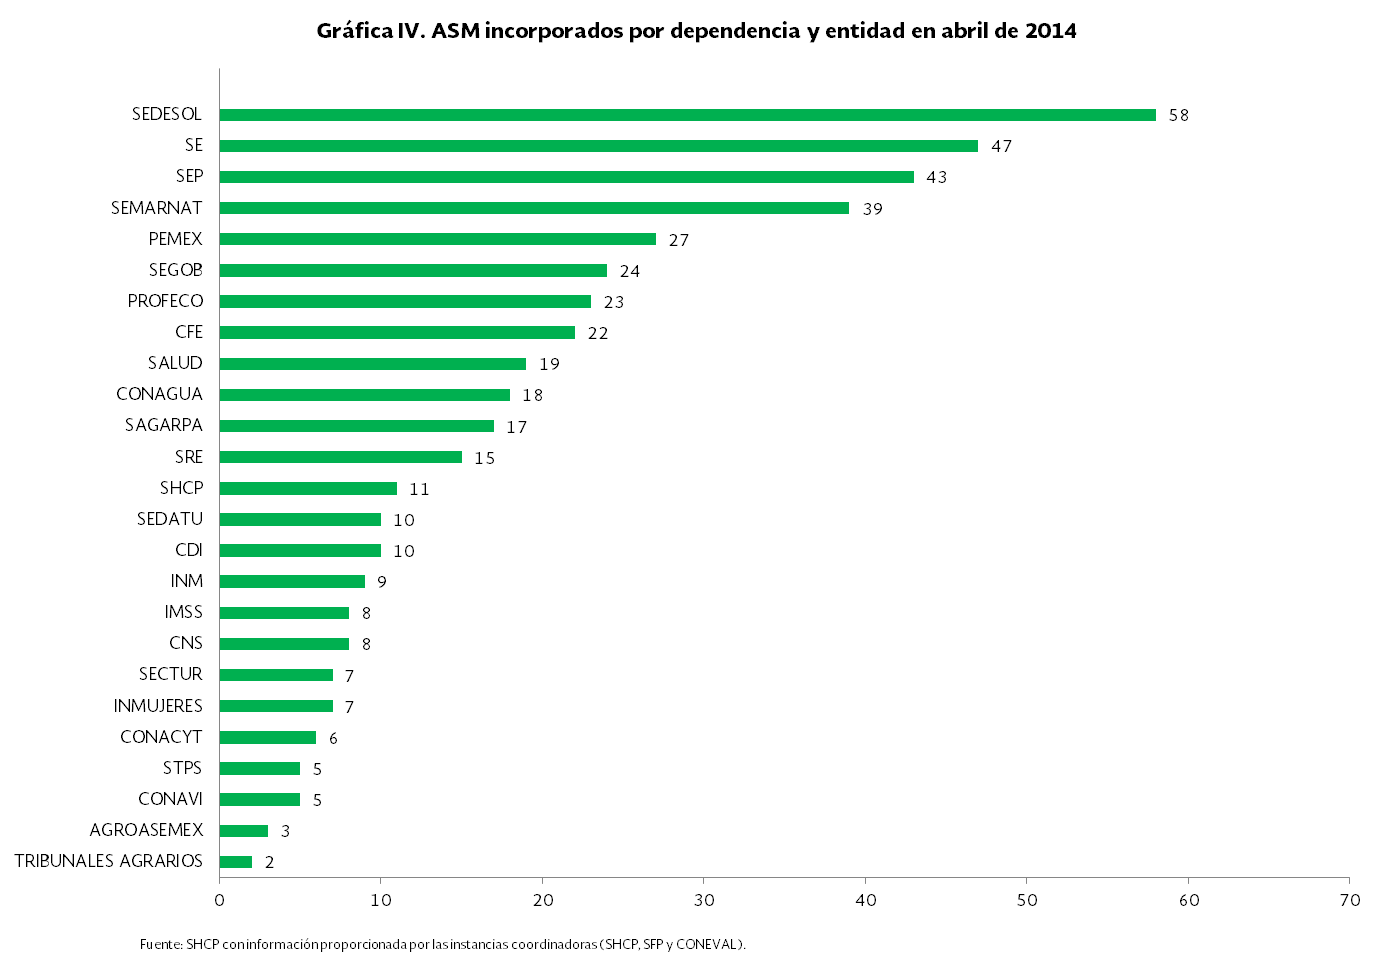 Gráfica IV. ASM incorporados por dependencia y entidad en abril de 2014
SEDESOL 58
SE 47
SEP 43
SEMARNAT 39
PEMEX 27
SEGOB 24
PROFECO 23
CFE 22
SALUD 19
CONAGUA 18
SAGARPA 17
SRE 15
SHCP 11
SEDATU 10
CDI 10
INM 9
IMSS 8
CNS 8
SECTUR 7
INMUJERES 7
CONACYT 6
STPS 5
CONAVI 5
AGROASEMEX 3
TRIBUNALES AGRARIOS 2
0 10 20 30 40 50 60 70
Fuente: SHCP con información proporcionada por las instancias coordinadoras (SHCP, SFP y CONEVAL).